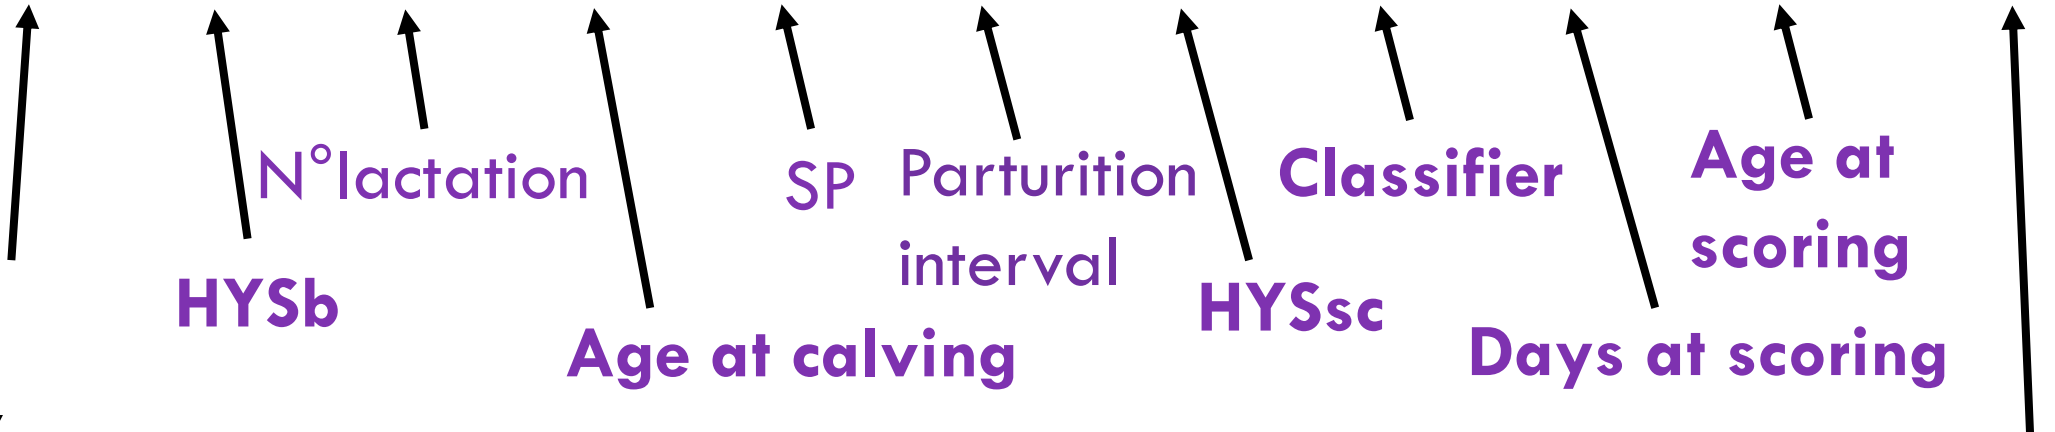 N°lactation
HYSb
Age at calving
SP
Parturition
interval
HYSsc
Classifier
Days at scoring
Age at
scoring